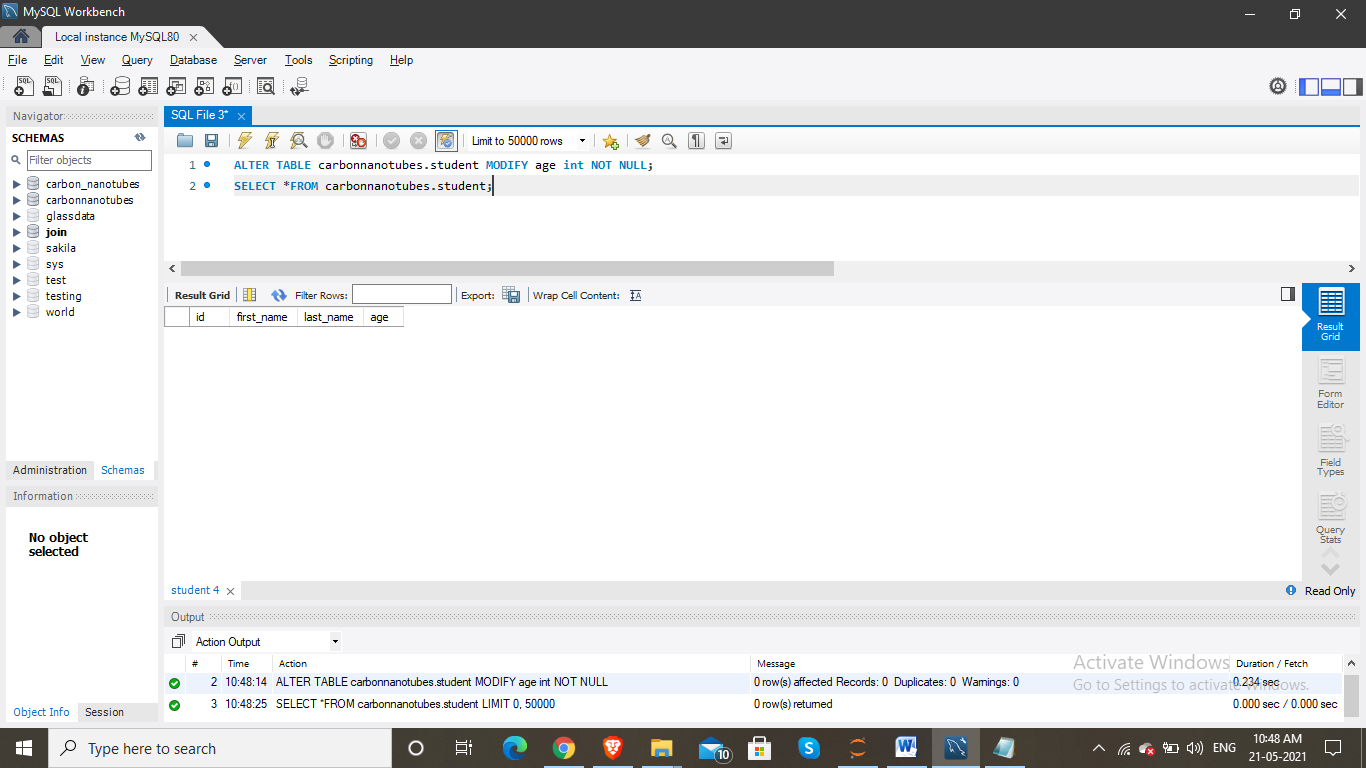 MySQL Workbench
Local instance MySQL80
File Edit View Query Database Server Tools Scripting Help
Navigator
SCHEMAS
Filter objects
carbon_nanotubes
carbonnanotubes
glassdata
join
sakila
sys
test
testing
world
Administration Schemas
Information
No object
selected
Object Info Session
SQL File 3*
Limit to 50000 rows
1 ALTER TABLE carbonnanotubes.student MODIFY age int NOT NULL;
2 SELECT *FROM carbonnanotubes.student;
Result Grid Filter Rows: Export: Wrap Cell Content:
id first_name last_name age
Result
Grid
Form
Editor
Field
Types
Query
Stats
student 4
Read Only
Output
Action Output
# Time Action Message Duration / Fetch
2 10:48:14 ALTER TABLE carbonnanotubes.student MODIFY age int NOT NULL 0 row(s) affected Records: 0 Duplicates: 0 Warnings: 0 0.234 sec
3 10:48:25 SELECT *FROM carbonnanotubes.student LIMIT 0, 50000 0 row(s) returned 0.000 sec / 0.000 sec
Activate Windows
Go to Settings to activate Windows.
Type here to search
10
ENG
10:48 AM
21-05-2021